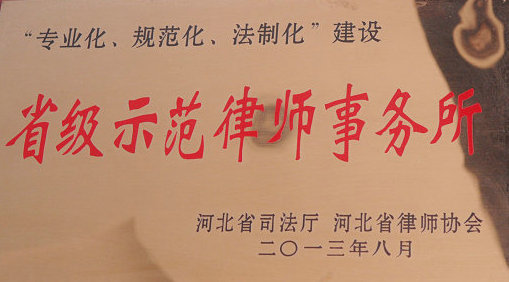 “专业化、规范化、法制化”建设
省级示范律师事务所
河北省司法厅 河北省律师协会
二〇一三年八月